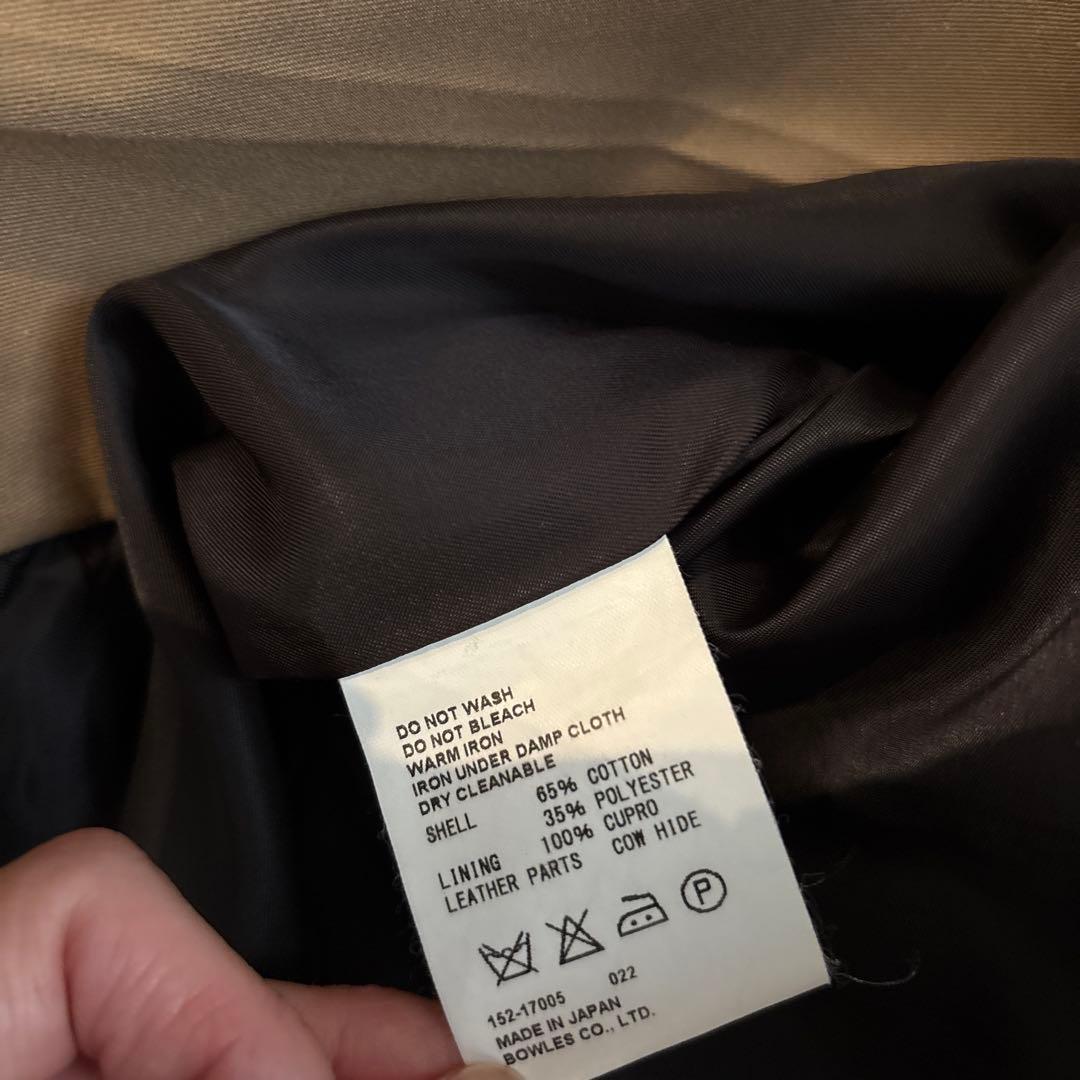 DO NOT WASH
DO NOT BLEACH
WARM IRON
IRON UNDER DAMP CLOTH
DRY CLEANABLE
SHELL 65% COTTON
35% POLYESTER
LINING 100% CUPRO
LEATHER PARTS COW HIDE
P
152-17005 022
MADE IN JAPAN
BOWLES CO., LTD.